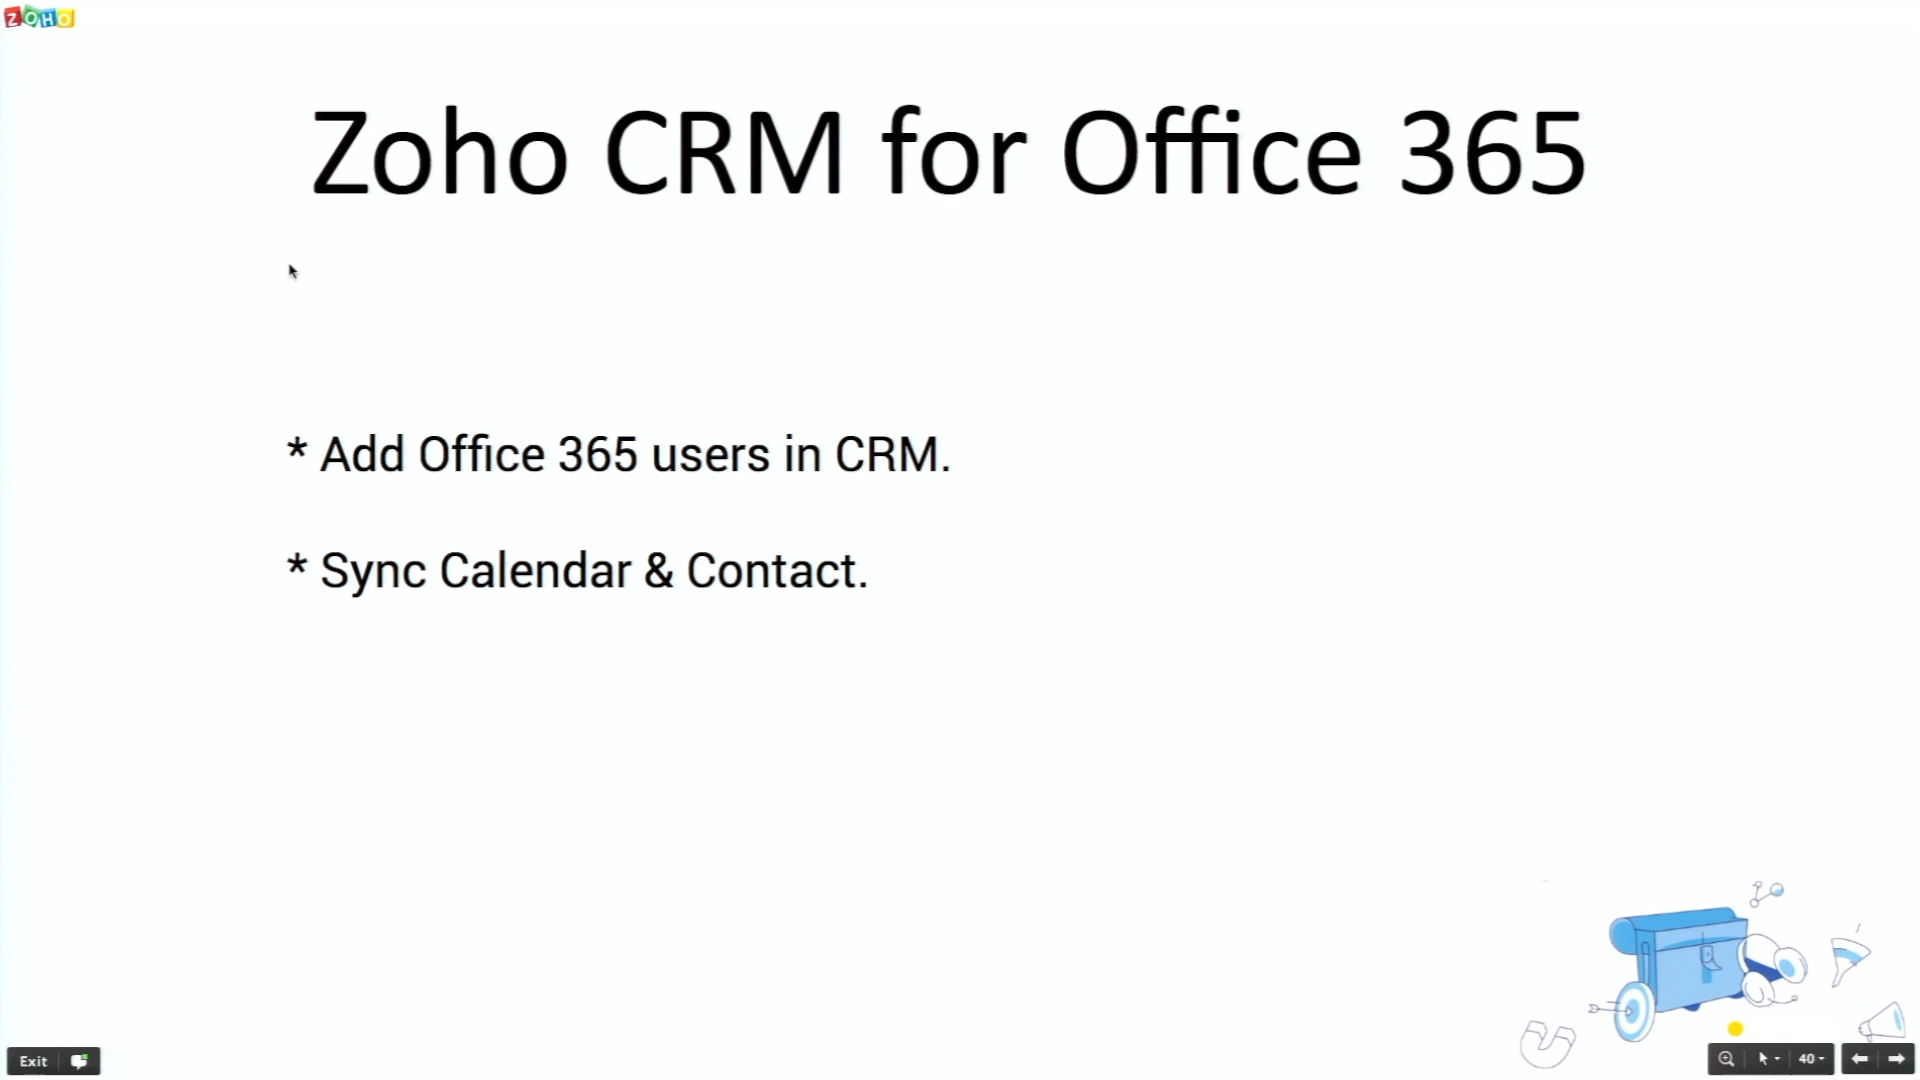 ZOHO
Zoho CRM for Office 365
* Add Office 365 users in CRM.
* Sync Calendar & Contact.
Exit
40